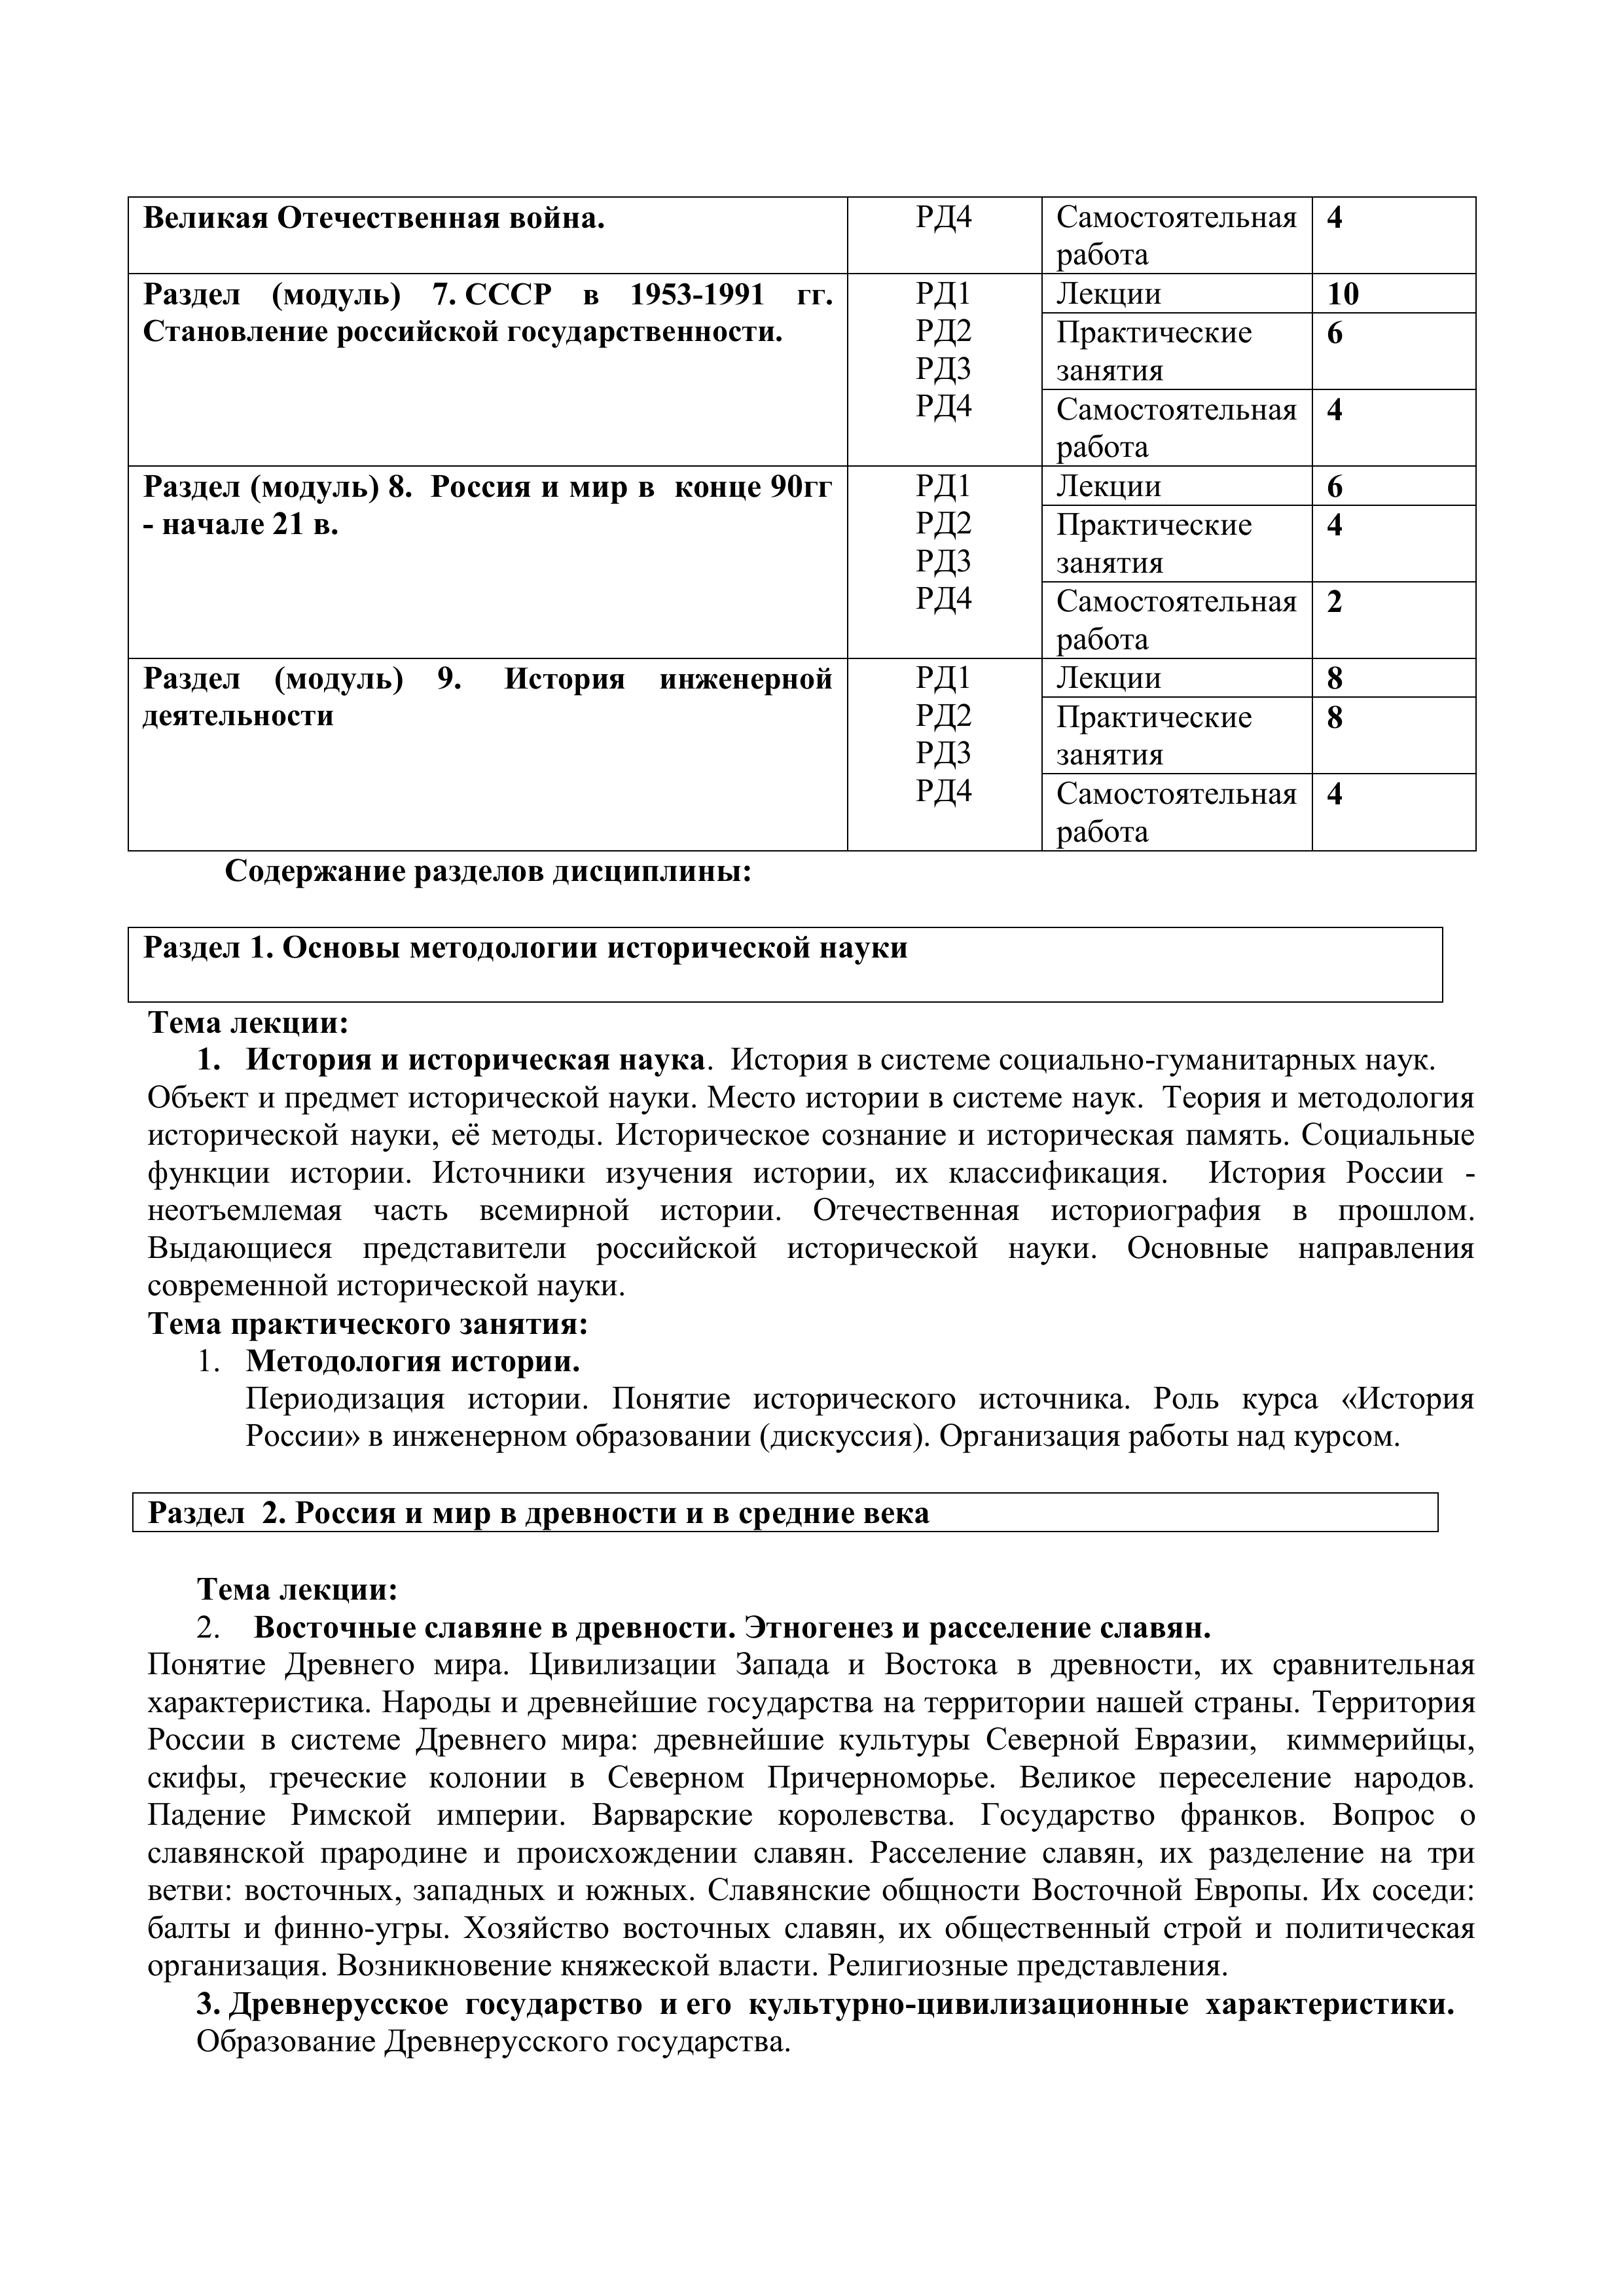 Великая Отечественная война.
РД4
Самостоятельная
работа
4
Раздел (модуль) 7. СССР в 1953-1991 гг.
Становление российской государственности.
РД1
РД2
РД3
РД4
Лекции
10
Практические
занятия
6
Самостоятельная
работа
4
Раздел (модуль) 8. Россия и мир в конце 90гг
- начале 21 в.
РД1
РД2
РД3
РД4
Лекции
6
Практические
занятия
4
Самостоятельная
работа
2
Раздел (модуль) 9. История инженерной
деятельности
РД1
РД2
РД3
РД4
Лекции
8
Практические
занятия
8
Самостоятельная
работа
4
Содержание разделов дисциплины:
Раздел 1. Основы методологии исторической науки
Тема лекции:
1. История и историческая наука. История в системе социально-гуманитарных наук.
Объект и предмет исторической науки. Место истории в системе наук. Теория и методология
исторической науки, её методы. Историческое сознание и историческая память. Социальные
функции истории. Источники изучения истории, их классификация. История России -
неотъемлемая часть всемирной истории. Отечественная историография в прошлом.
Выдающиеся представители российской исторической науки. Основные направления
современной исторической науки.
Тема практического занятия:
1. Методология истории.
Периодизация истории. Понятие исторического источника. Роль курса «История
России» в инженерном образовании (дискуссия). Организация работы над курсом.
Раздел 2. Россия и мир в древности и в средние века
Тема лекции:
2. Восточные славяне в древности. Этногенез и расселение славян.
Понятие Древнего мира. Цивилизации Запада и Востока в древности, их сравнительная
характеристика. Народы и древнейшие государства на территории нашей страны. Территория
России в системе Древнего мира: древнейшие культуры Северной Евразии, киммерийцы,
скифы, греческие колонии в Северном Причерноморье. Великое переселение народов.
Падение Римской империи. Варварские королевства. Государство франков. Вопрос о
славянской прародине и происхождении славян. Расселение славян, их разделение на три
ветви: восточных, западных и южных. Славянские общности Восточной Европы. Их соседи:
балты и финно-угры. Хозяйство восточных славян, их общественный строй и политическая
организация. Возникновение княжеской власти. Религиозные представления.
3. Древнерусское государство и его культурно-цивилизационные характеристики.
Образование Древнерусского государства.